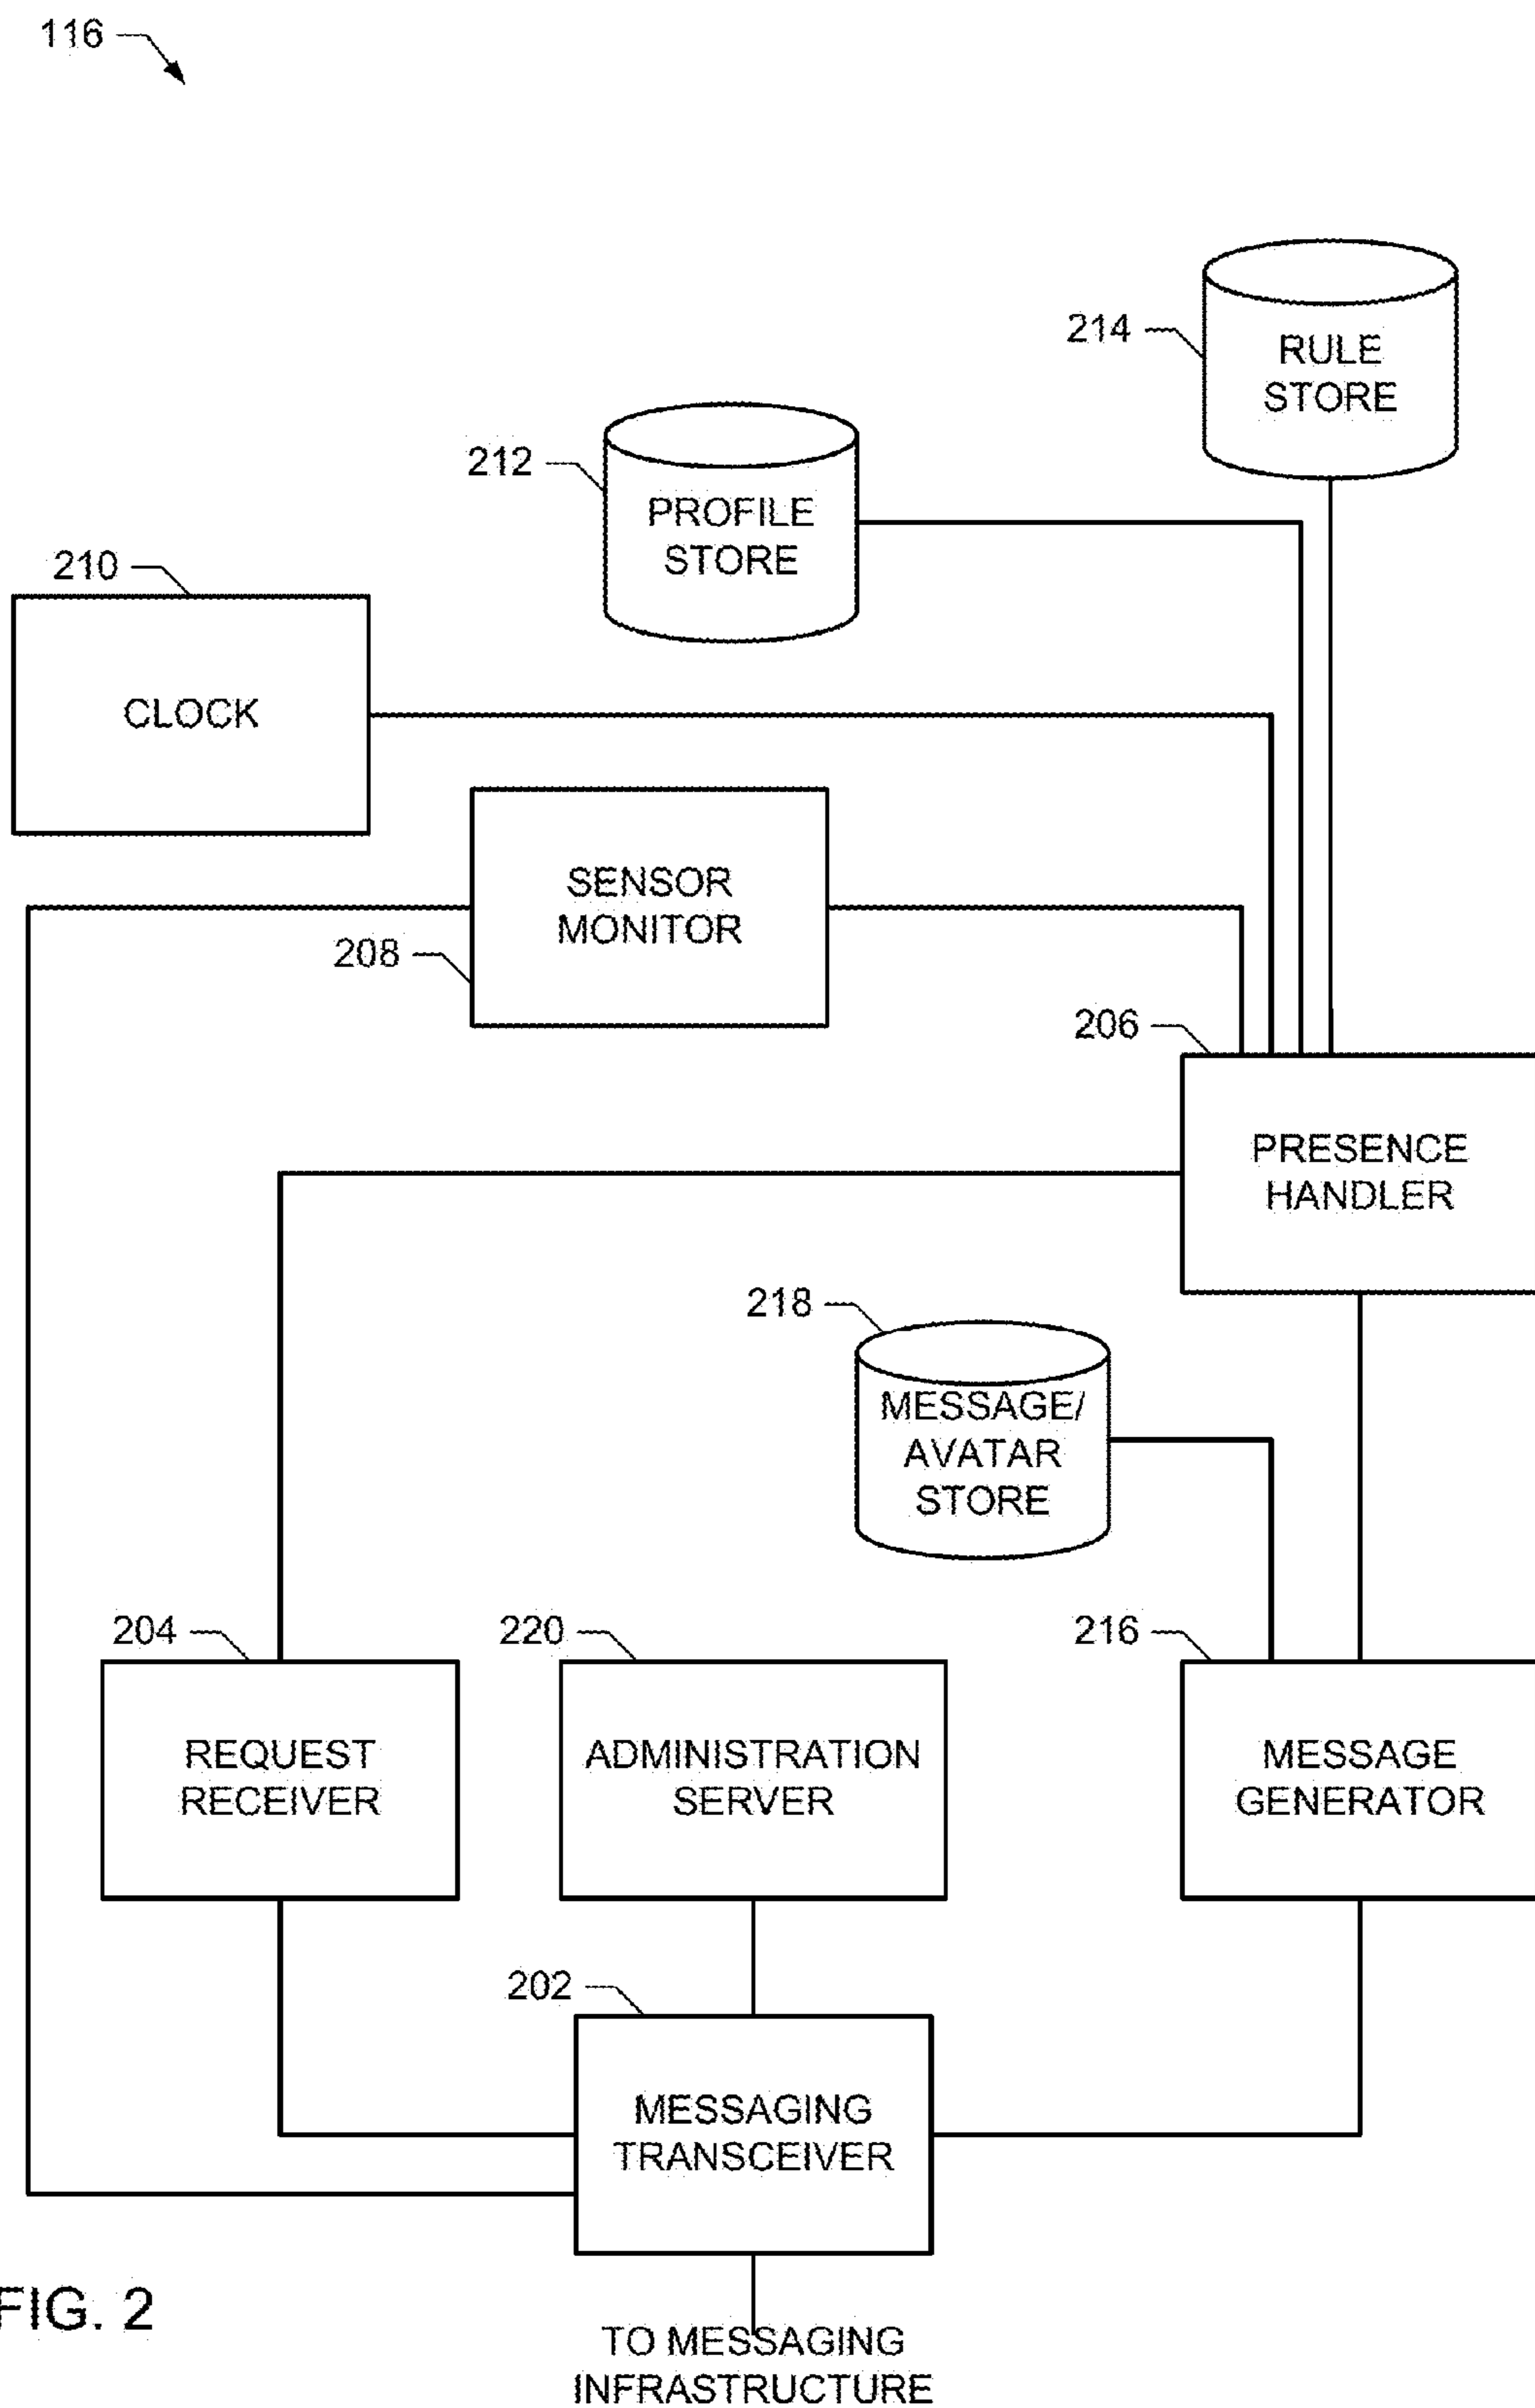 116
214
RULE
STORE
212
PROFILE
STORE
210
CLOCK
SENSOR
MONITOR
208
206
PRESENCE
HANDLER
218
MESSAGE/
AVATAR
STORE
204
220
216
REQUEST
RECEIVER
ADMINISTRATION
SERVER
MESSAGE
GENERATOR
202
MESSAGING
TRANSCEIVER
FIG. 2
TO MESSAGING
INFRASTRUCTURE